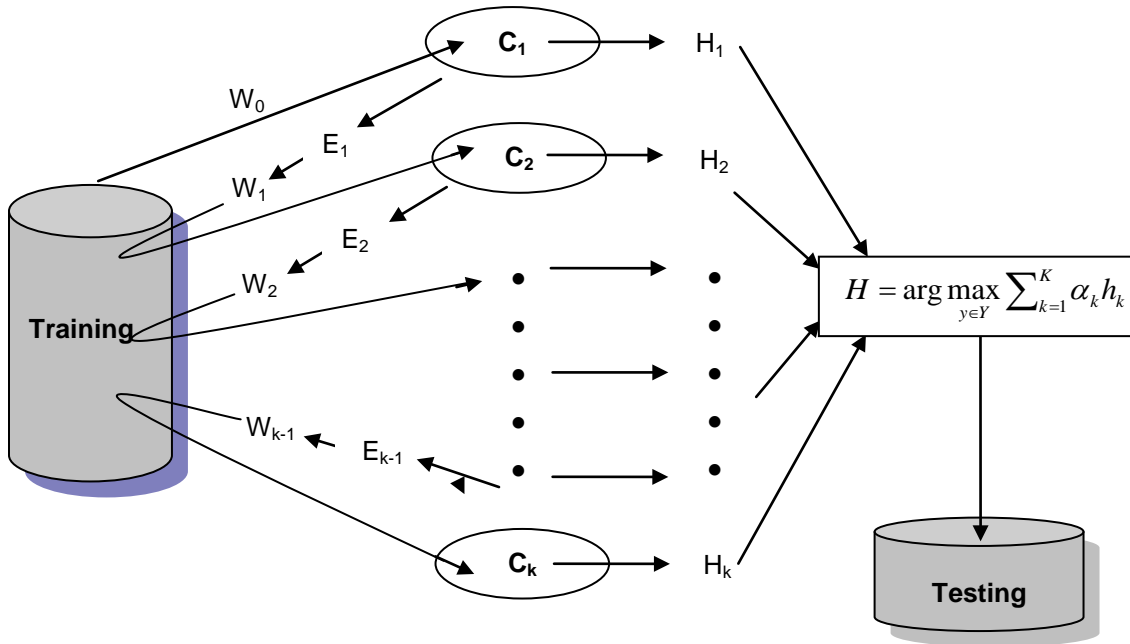 C₁
H₁
W₀
E₁
C₂
H₂
W₁
E₂
W₂
H = arg max_{y∈Y} ∑_{k=1}^{K} α_k h_k
Training
W_{k-1}
E_{k-1}
C_k
H_k
Testing